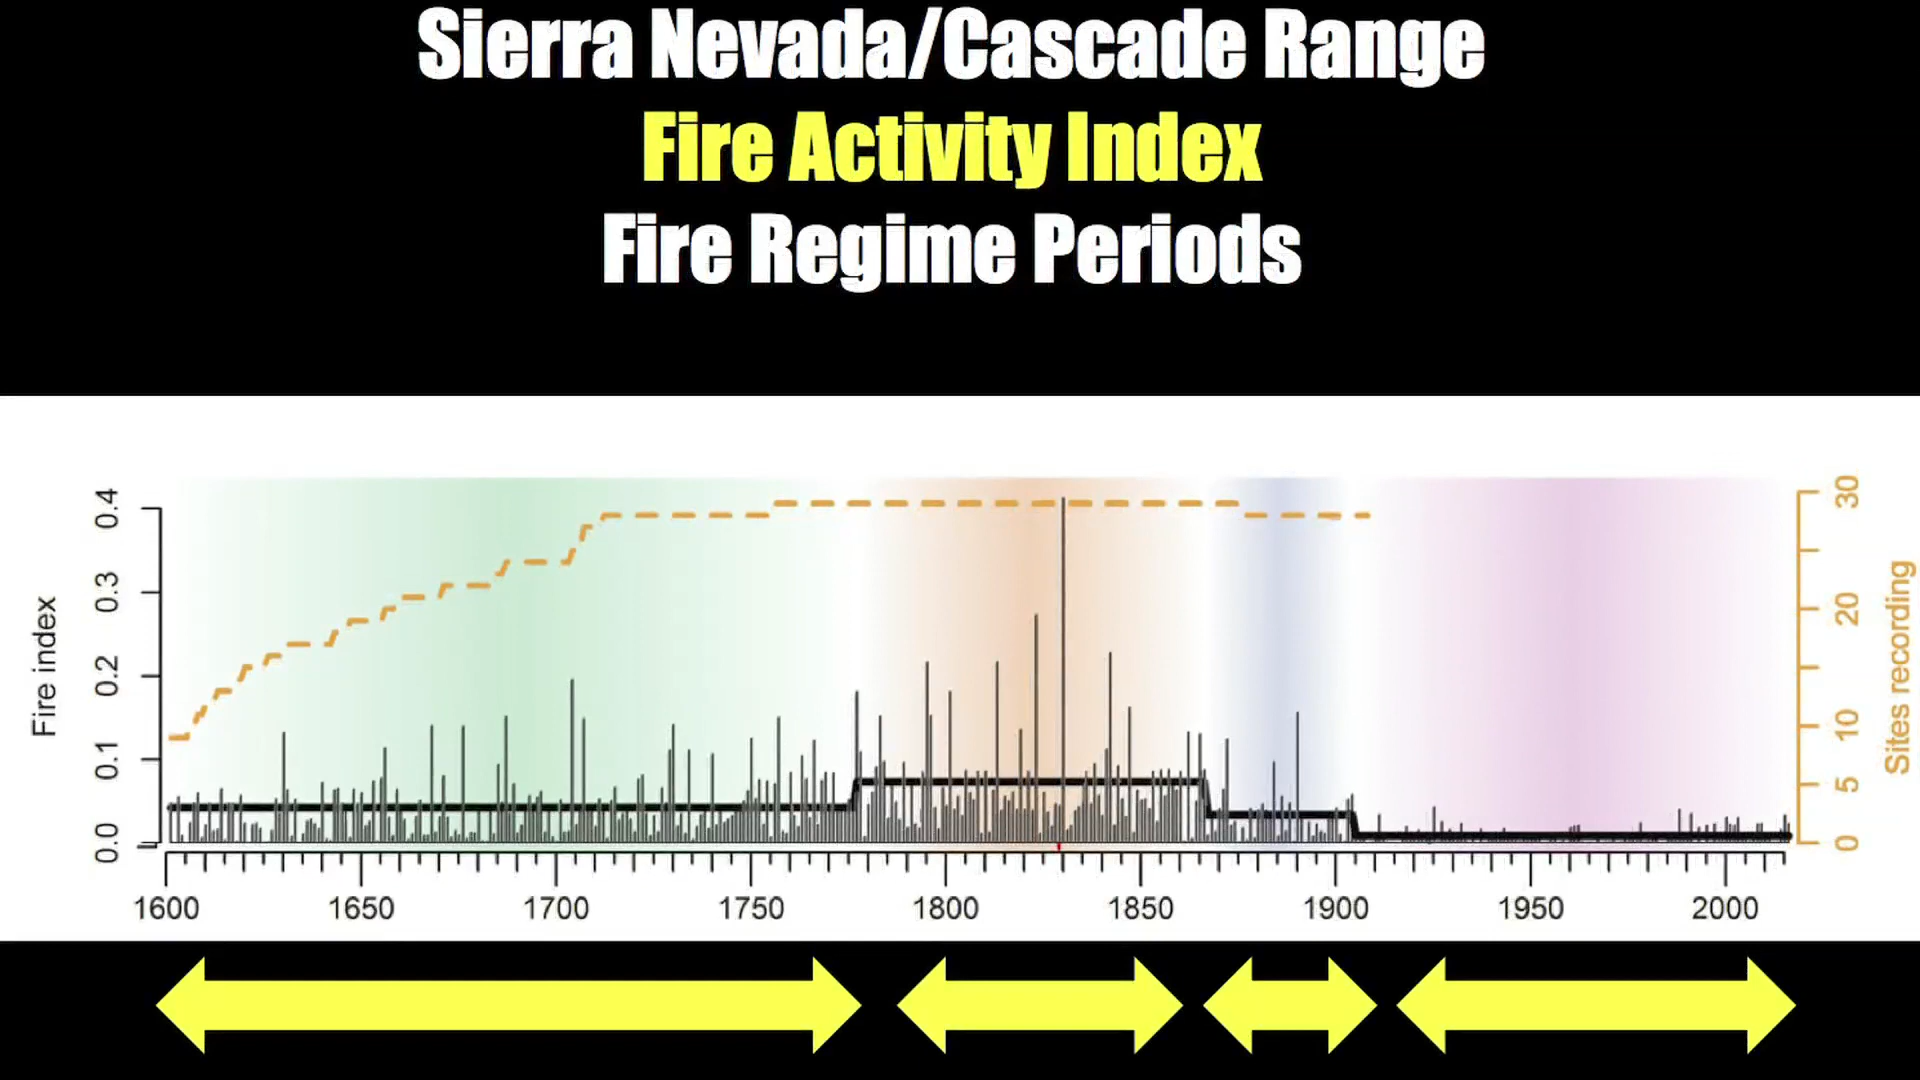 Sierra Nevada/Cascade Range
Fire Activity Index
Fire Regime Periods
Fire index
0.4
0.3
0.2
0.1
0.0
30
20
10
5
0
Sites recording
1600 1650 1700 1750 1800 1850 1900 1950 2000